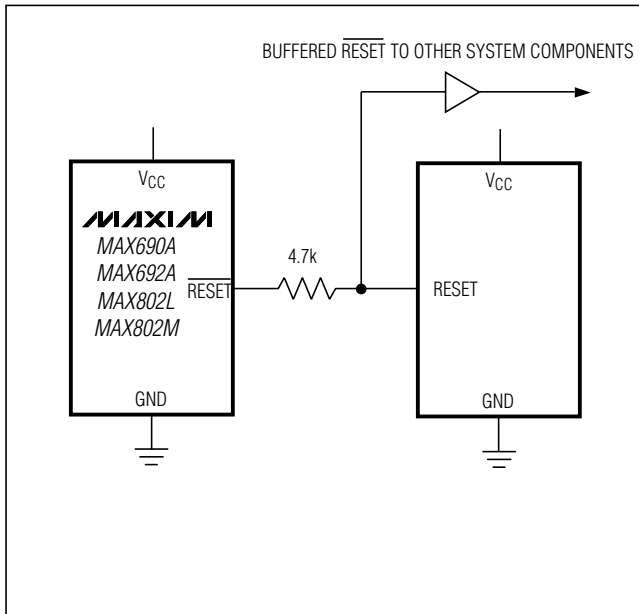 BUFFERED RESET TO OTHER SYSTEM COMPONENTS
VCC
MAXIM
MAX690A
MAX692A
MAX802L
MAX802M
RESET
GND
4.7k
VCC
RESET
GND